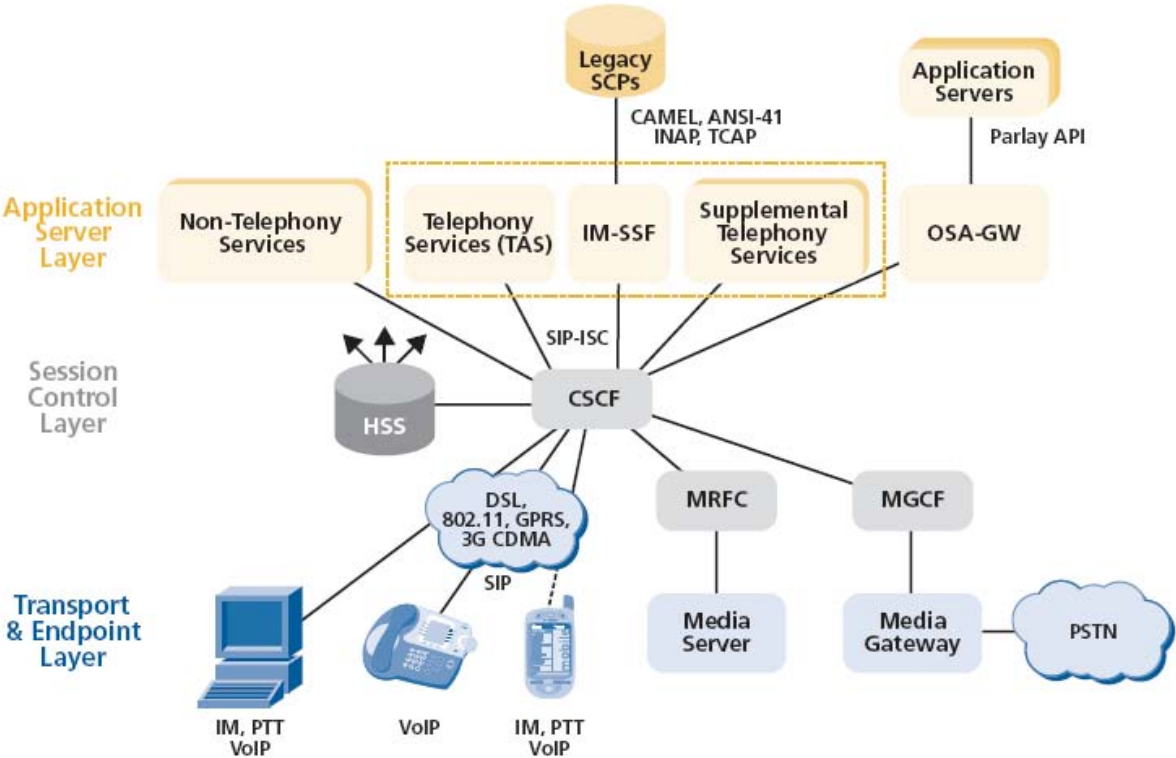 Legacy
SCPs
Application
Servers
CAMEL, ANSI-41
INAP, TCAP
Parlay API
Application
Server
Layer
Non-Telephony
Services
Telephony
Services (TAS)
IM-SSF
Supplemental
Telephony
Services
OSA-GW
SIP-ISC
Session
Control
Layer
HSS
CSCF
DSL,
802.11, GPRS,
3G CDMA
MRFC
MGCF
SIP
Transport
& Endpoint
Layer
mobile
Media
Server
Media
Gateway
PSTN
IM, PTT
VoIP
VoIP
IM, PTT
VoIP